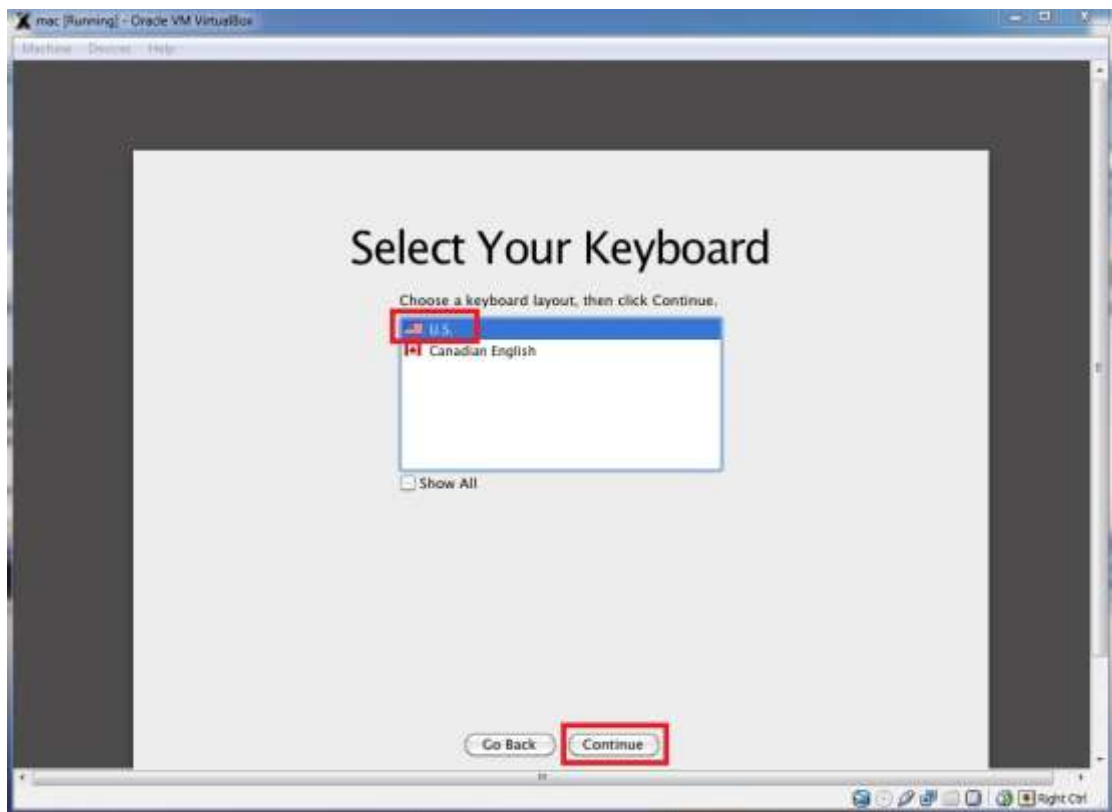 mac [Running] - Oracle VM VirtualBox
Machine Devices Help
Select Your Keyboard
Choose a keyboard layout, then click Continue.
U.S.
Canadian English
Show All
Go Back Continue
Right Ctrl